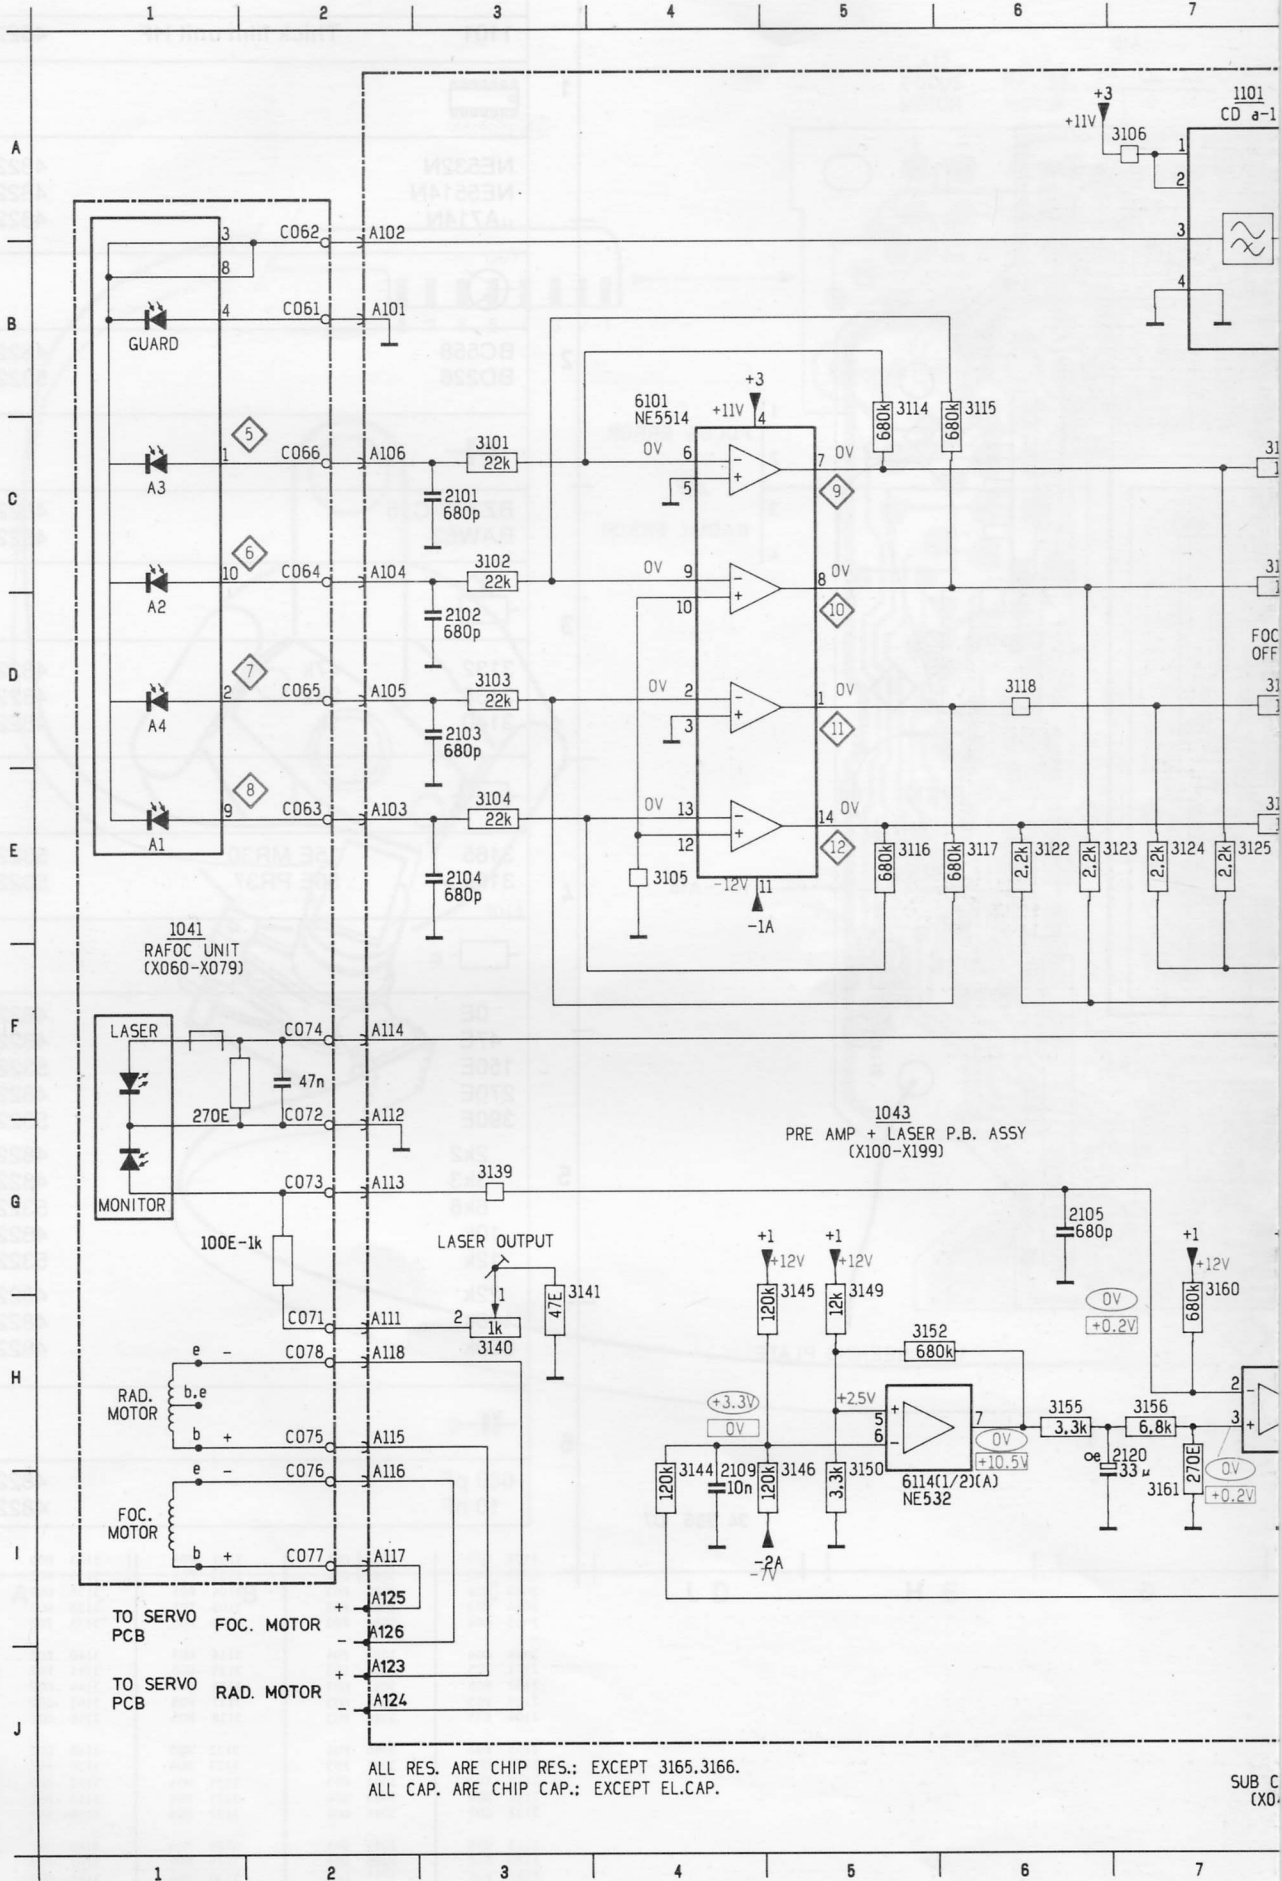 1 2 3 4 5 6 7
A
B
C
D
E
F
G
H
I
J
+3
+11V
3106
1101
CD a-1
1
2
3
4
3
8
4
C062
A102
C061
A101
GUARD
5
1
C066
A106
A3
3101
22k
2101
680p
6
10
C064
A104
A2
3102
22k
2102
680p
7
2
C065
A105
A4
3103
22k
2103
680p
8
9
C063
A103
A1
3104
22k
2104
680p
6101
NE5514
+3
+11V
4
0V 6 7 0V
5
9
0V 9 8 0V
10
10
0V 2 1 0V
3
11
0V 13 14 0V
12
12
3105
-12V
11
-1A
680k 3114
680k 3115
3118
FOC
OFF
680k 3116
680k 3117
2.2k 3122
2.2k 3123
2.2k 3124
2.2k 3125
1041
RAFOC UNIT
(X060-X079)
LASER
C074
A114
47n
270E
C072
A112
MONITOR
C073
A113
3139
100E-1k
LASER OUTPUT
C071
A111
2
1
1k
3140
47E
3141
1043
PRE AMP + LASER P.B. ASSY
(X100-X199)
2105
680p
+1
+12V
120k 3145
+1
+12V
12k 3149
+1
+12V
680k 3160
0V
+0.2V
3152
680k
+3.3V
0V
+2.5V
5
6
7
0V
+10.5V
6114(1/2)(A)
NE532
3155
3.3k
3156
6.8k
2
3
0V
+0.2V
oe 2120
33 µ
270E
3161
120k 3144
2109
10n
120k 3146
3.3k 3150
-2A
-7V
e -
C078
A118
RAD.
MOTOR
b.e
b +
C075
A115
e -
C076
A116
FOC.
MOTOR
b +
C077
A117
TO SERVO
PCB
FOC. MOTOR
+ A125
- A126
TO SERVO
PCB
RAD. MOTOR
+ A123
- A124
ALL RES. ARE CHIP RES.; EXCEPT 3165.3166.
ALL CAP. ARE CHIP CAP.; EXCEPT EL.CAP.
SUB C
1 2 3 4 5 6 7